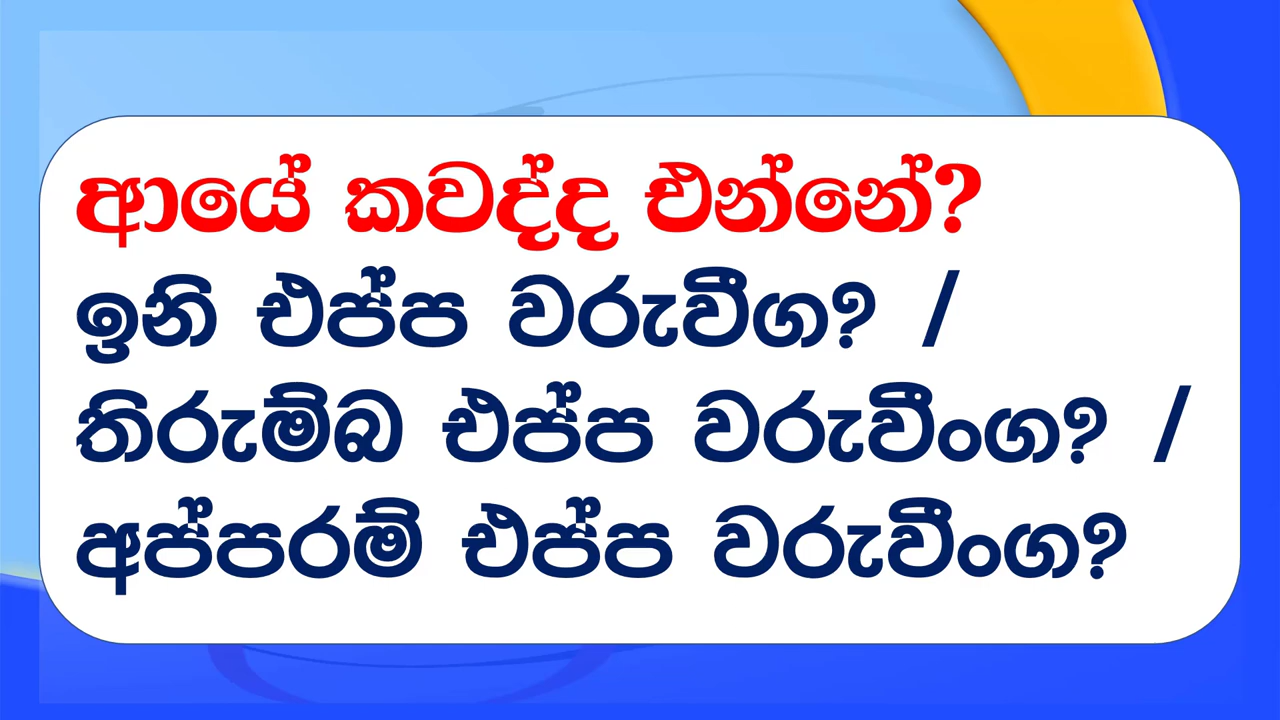 ආයේ කවද්ද එන්නේ?
ඉනි එප්ප වරුවීග? /
තිරුම්බ එප්ප වරුවීංග? /
අප්පරම් එප්ප වරුවීංග?